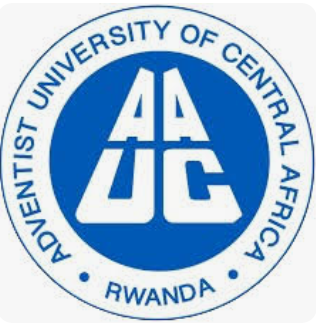 ADVENTIST UNIVERSITY OF CENTRAL AFRICA
AA
UC
• RWANDA •